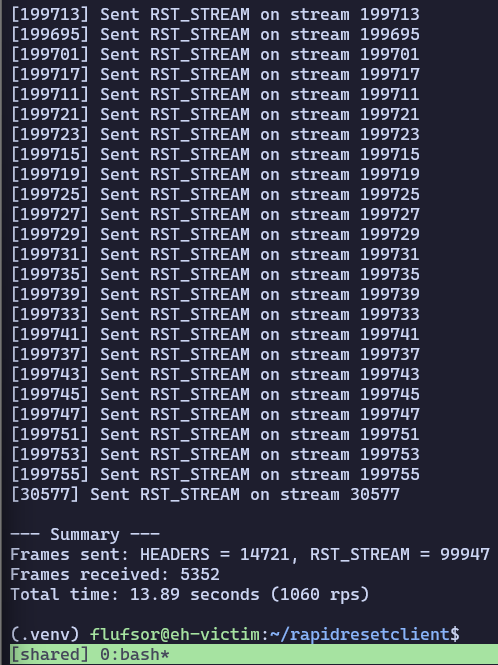 [199713] Sent RST_STREAM on stream 199713
[199695] Sent RST_STREAM on stream 199695
[199701] Sent RST_STREAM on stream 199701
[199717] Sent RST_STREAM on stream 199717
[199711] Sent RST_STREAM on stream 199711
[199721] Sent RST_STREAM on stream 199721
[199723] Sent RST_STREAM on stream 199723
[199715] Sent RST_STREAM on stream 199715
[199719] Sent RST_STREAM on stream 199719
[199725] Sent RST_STREAM on stream 199725
[199727] Sent RST_STREAM on stream 199727
[199729] Sent RST_STREAM on stream 199729
[199731] Sent RST_STREAM on stream 199731
[199735] Sent RST_STREAM on stream 199735
[199739] Sent RST_STREAM on stream 199739
[199733] Sent RST_STREAM on stream 199733
[199741] Sent RST_STREAM on stream 199741
[199737] Sent RST_STREAM on stream 199737
[199743] Sent RST_STREAM on stream 199743
[199745] Sent RST_STREAM on stream 199745
[199747] Sent RST_STREAM on stream 199747
[199751] Sent RST_STREAM on stream 199751
[199753] Sent RST_STREAM on stream 199753
[199755] Sent RST_STREAM on stream 199755
[30577] Sent RST_STREAM on stream 30577
--- Summary ---
Frames sent: HEADERS = 14721, RST_STREAM = 99947
Frames received: 5352
Total time: 13.89 seconds (1060 rps)
(.venv) flufsor@eh-victim:~/rapidresetclient$
[shared] 0:bash*